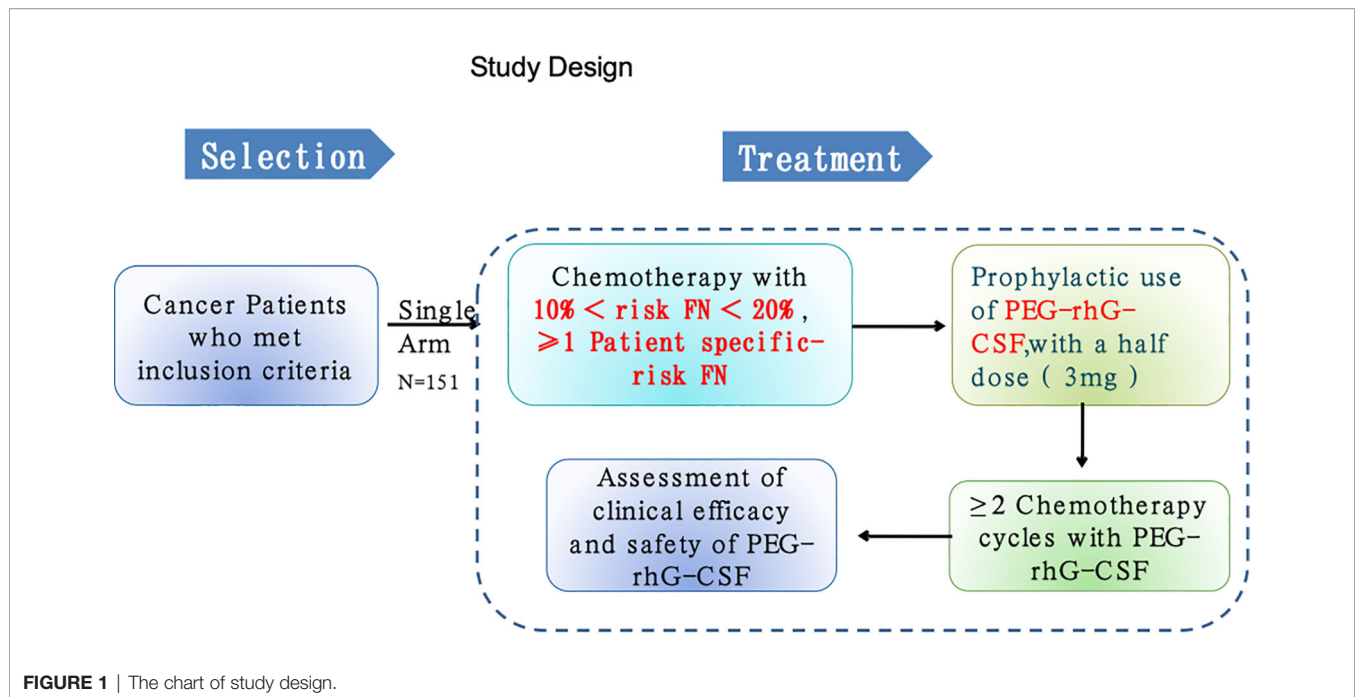 Study Design
Selection
Treatment
Cancer Patients
who met
inclusion criteria
Single
Arm
N=151
Chemotherapy with
10% < risk FN < 20% ,
⩾1 Patient specific-
risk FN
Prophylactic use
of PEG-rhG-
CSF,with a half
dose ( 3mg )
≥2 Chemotherapy
cycles with PEG-
rhG-CSF
Assessment of
clinical efficacy
and safety of PEG-
rhG-CSF
FIGURE 1 | The chart of study design.